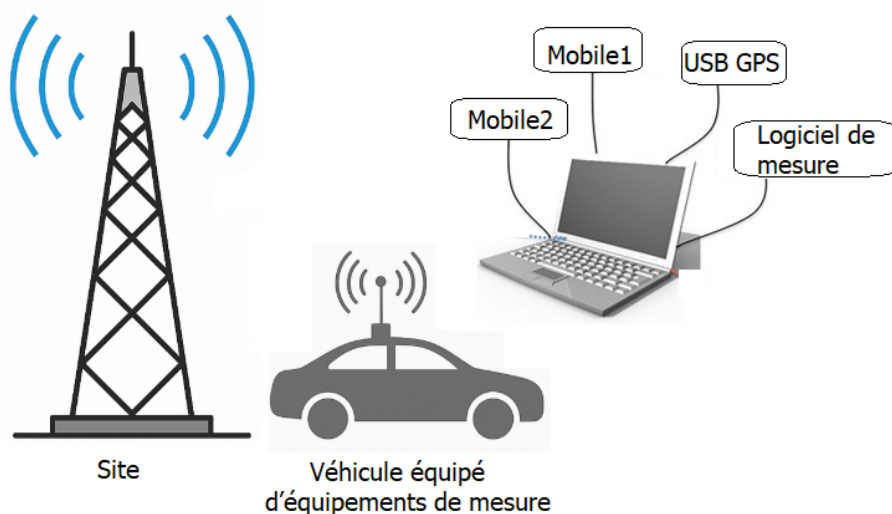 Mobile1
USB GPS
Mobile2
Logiciel de
mesure
Site
Véhicule équipé
d'équipements de mesure